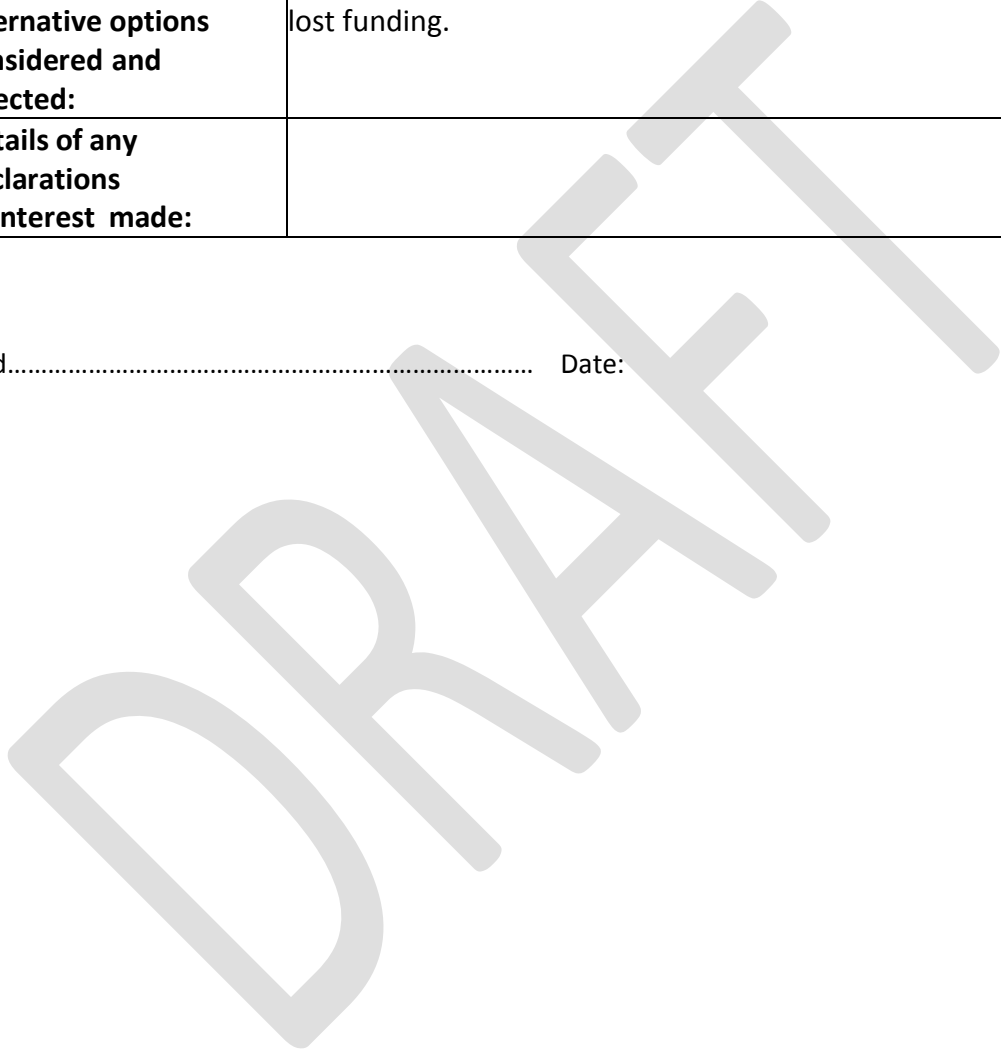 ernative options lost funding.
nsidered and
ected:
tails of any
clarations
nterest made:
d…………………………………………………………………… Date:
DRAFT